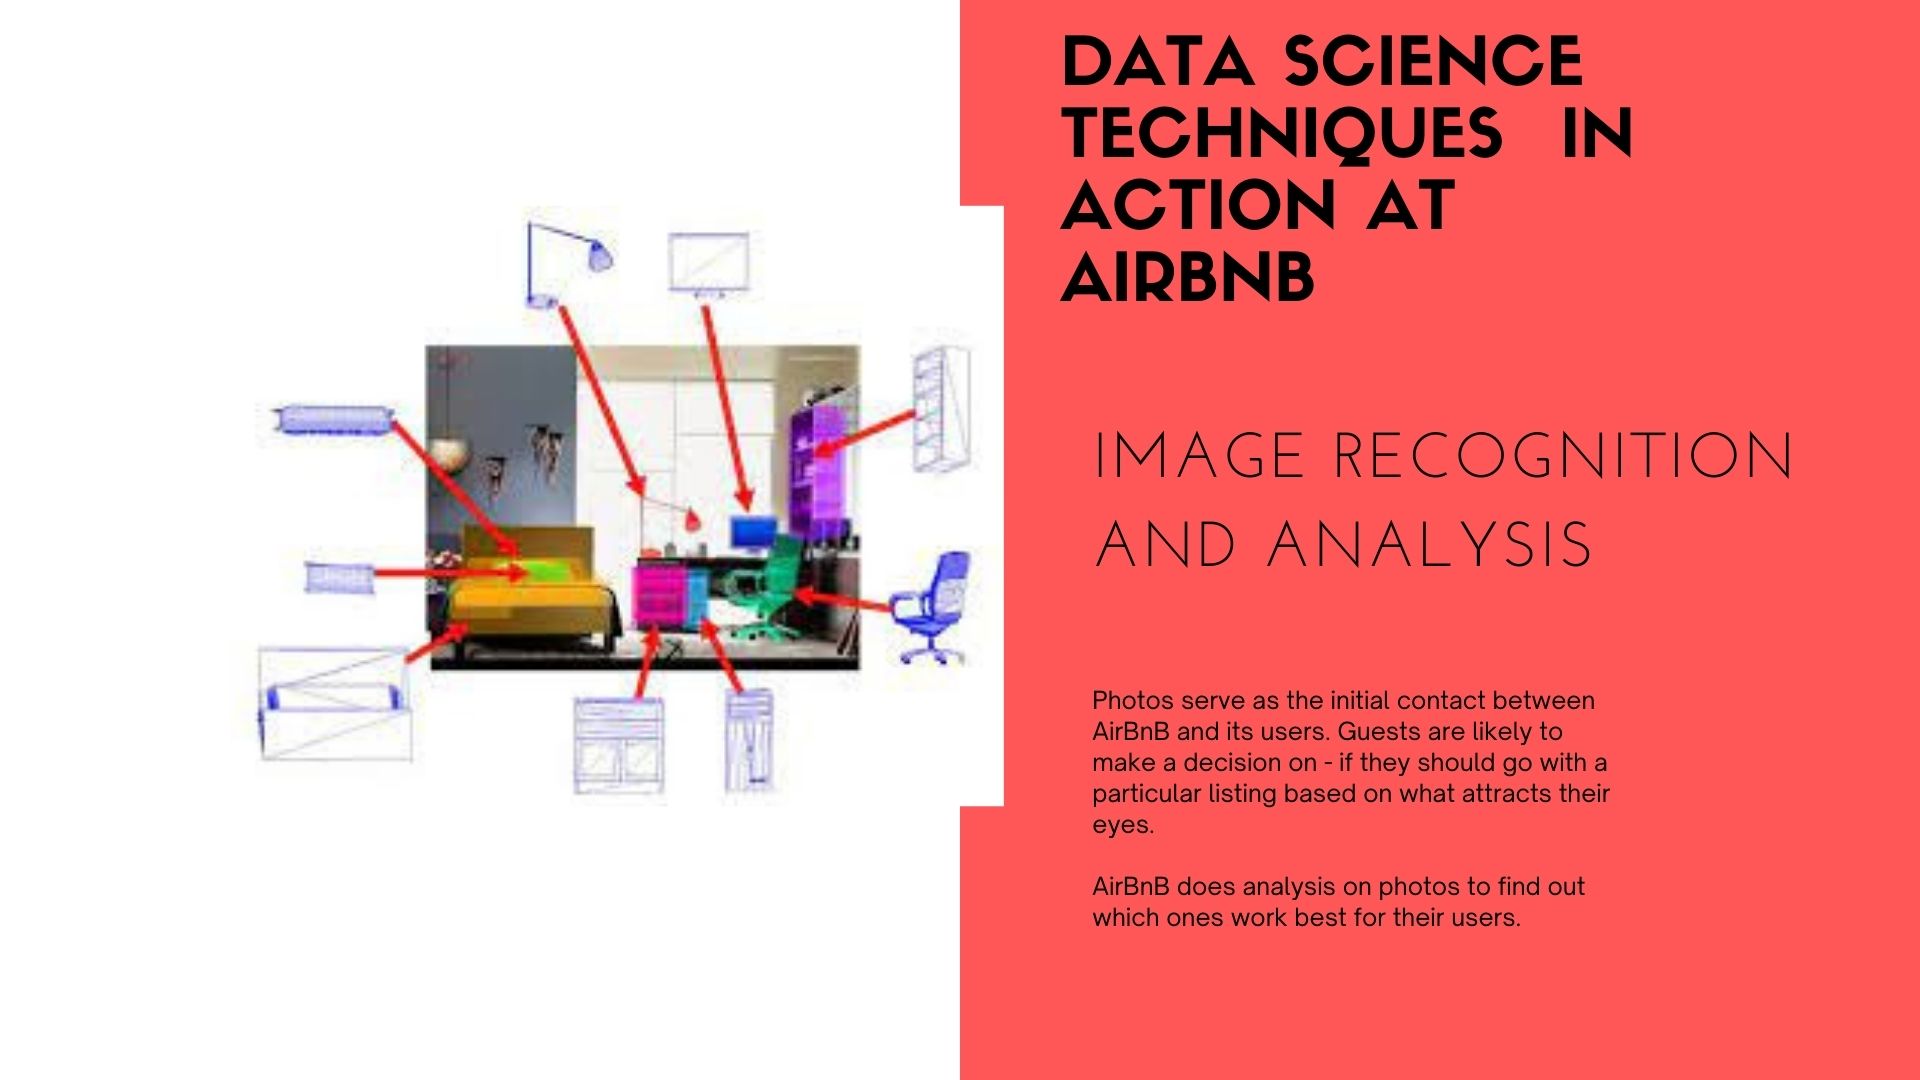 DATA SCIENCE
TECHNIQUES IN
ACTION AT
AIRBNB
IMAGE RECOGNITION
AND ANALYSIS
Photos serve as the initial contact between
AirBnB and its users. Guests are likely to
make a decision on - if they should go with a
particular listing based on what attracts their
eyes.
AirBnB does analysis on photos to find out
which ones work best for their users.